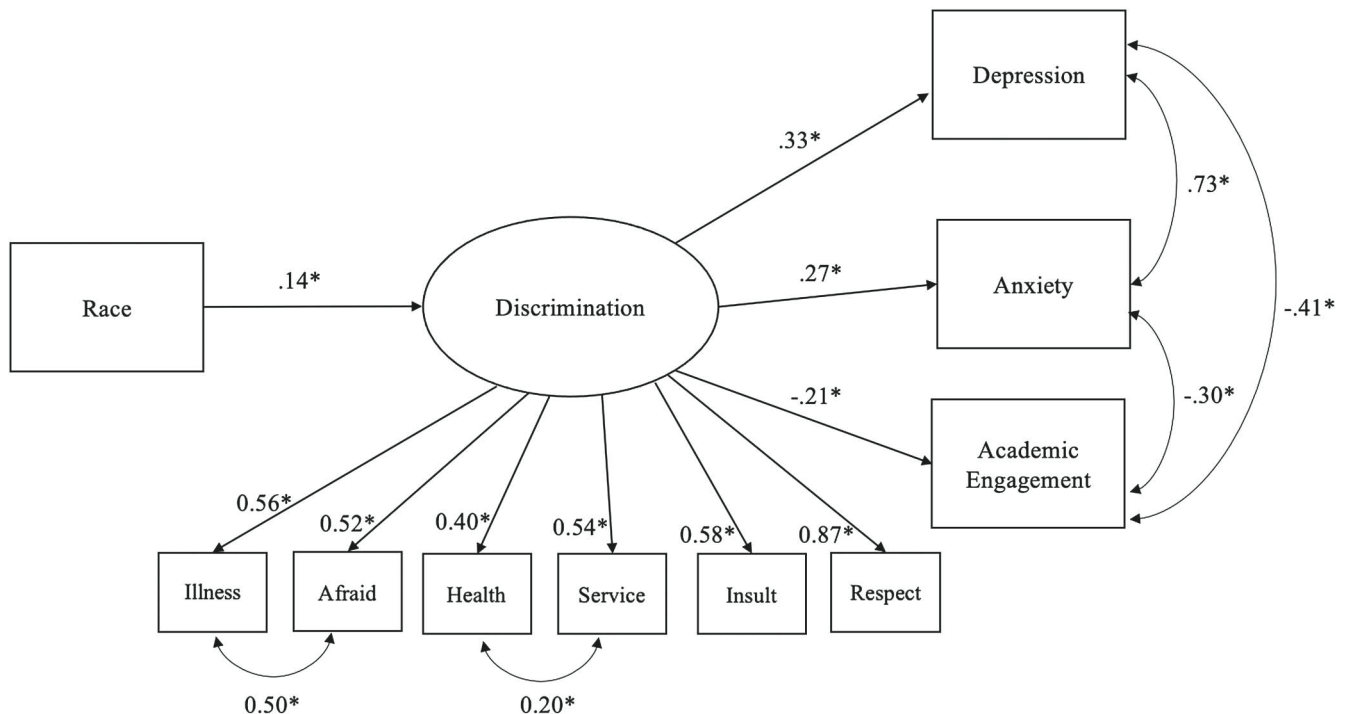 Depression
.33*
.73*
Race
.14*
Discrimination
.27*
Anxiety
-.41*
-.21*
-.30*
Academic
Engagement
0.56*
0.52*
0.40*
0.54*
0.58*
0.87*
Illness
Afraid
Health
Service
Insult
Respect
0.50*
0.20*